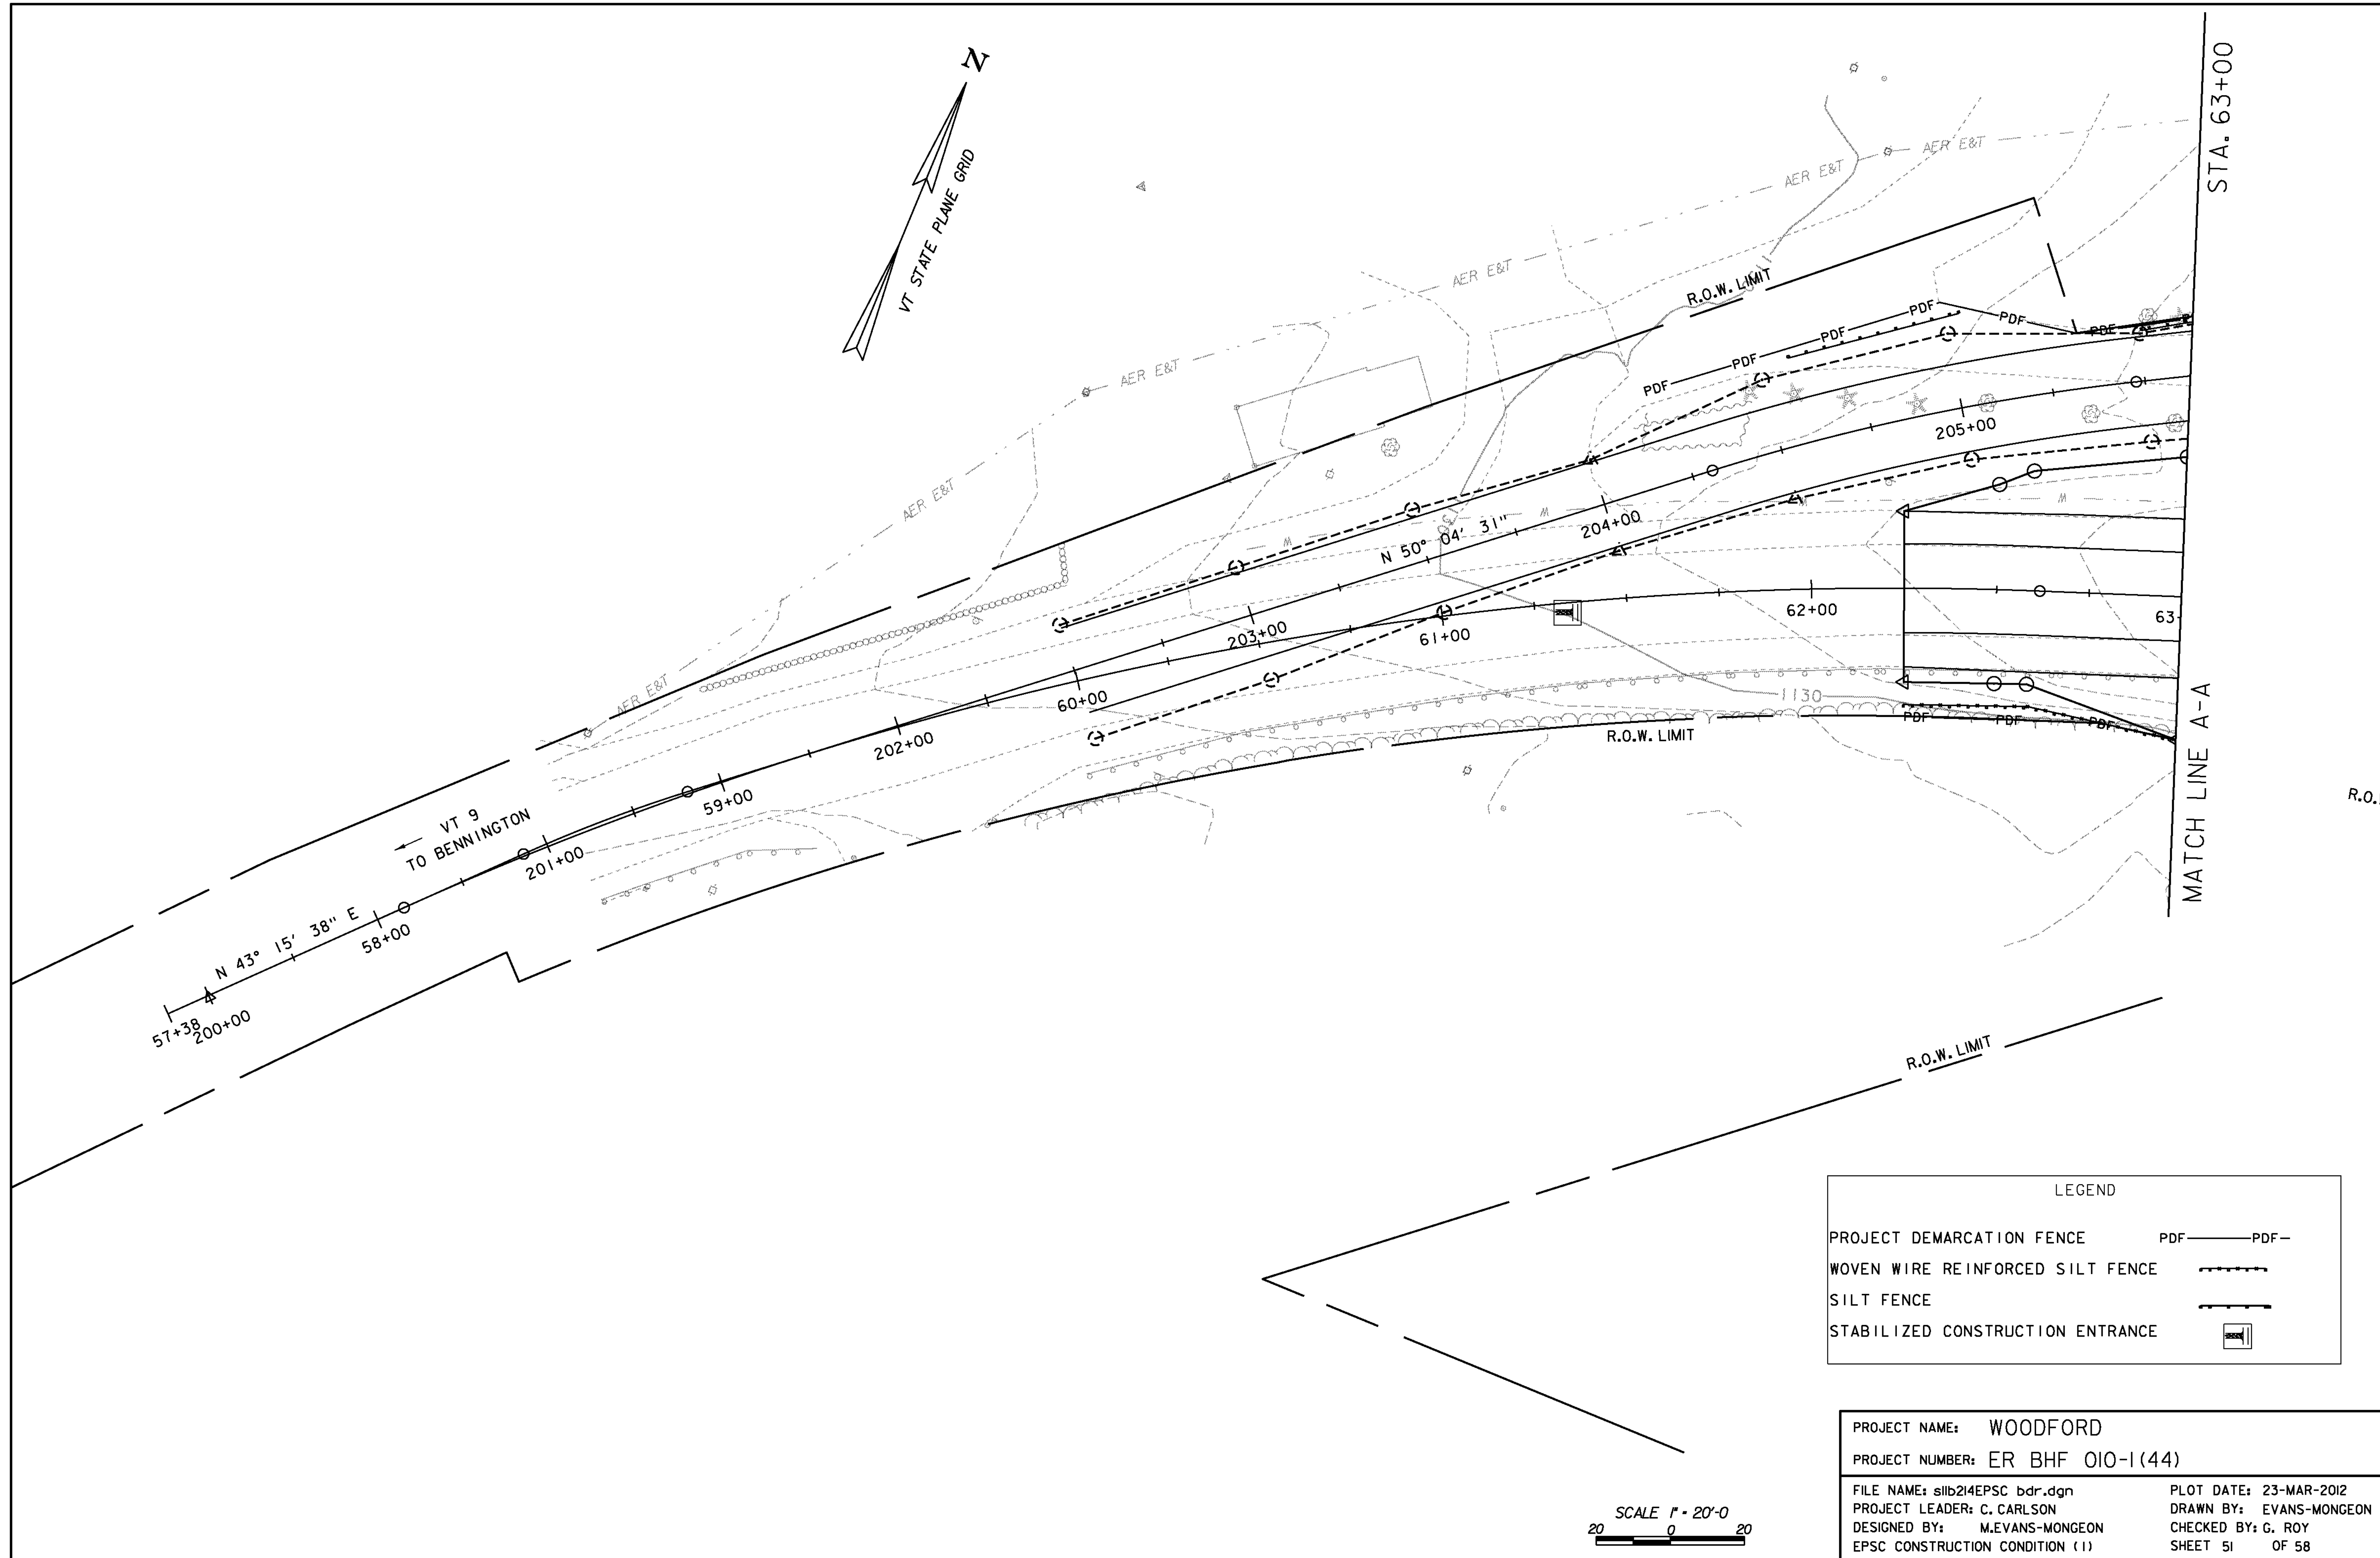 N
VT STATE PLANE GRID
STA. 63+00
AER E&T
AER E&T
AER E&T
AER E&T
AER E&T
AER E&T
R.O.W. LIMIT
PDF
PDF
PDF
PDF
PDF
PDF
205+00
W
W
W
W
204+00
N 50° 04' 31"
203+00
61+00
62+00
63
60+00
202+00
1130
PDF
PDF
PDF
R.O.W. LIMIT
59+00
VT 9
TO BENNINGTON
201+00
N 43° 15' 38" E
58+00
57+38
200+00
MATCH LINE A-A
R.O.
R.O.W. LIMIT
LEGEND
PROJECT DEMARCATION FENCE PDF PDF
WOVEN WIRE REINFORCED SILT FENCE
SILT FENCE
STABILIZED CONSTRUCTION ENTRANCE
PROJECT NAME: WOODFORD
PROJECT NUMBER: ER BHF 010-1(44)
FILE NAME: s11b214EPSC bdr.dgn PLOT DATE: 23-MAR-2012
PROJECT LEADER: C. CARLSON DRAWN BY: EVANS-MONGEON
DESIGNED BY: M.EVANS-MONGEON CHECKED BY: G. ROY
EPSC CONSTRUCTION CONDITION (1) SHEET 51 OF 58
SCALE 1" = 20'-0
20 0 20